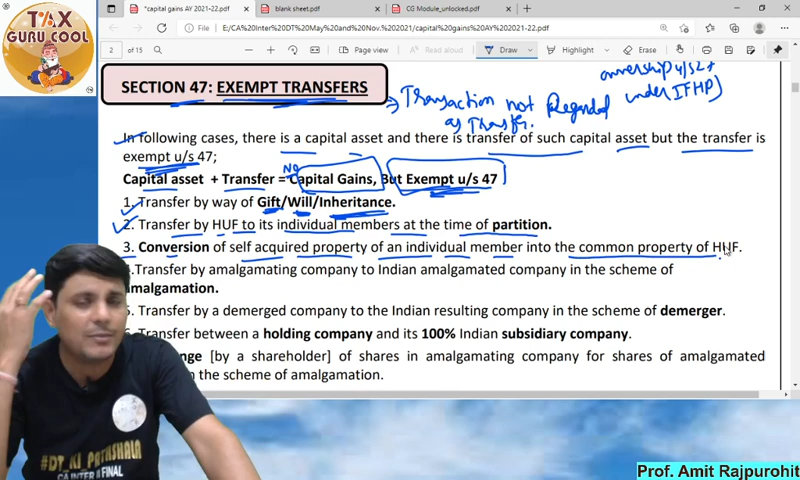 TAX
GURU COOL
"capital gains AY 2021-22.pdf
blank sheet.pdf
CG Module_unlocked.pdf
E:/CA%20Inter%20DT%20May%20and%20Nov.%202021/capital%20gains%20AY%202021-22.pdf
2 of 15
Page view
Read aloud
Draw
Highlight
Erase
ownership u/s 27
SECTION 47: EXEMPT TRANSFERS
→ Transaction not Regarded under (IFHP)
as Transfer.
In following cases, there is a capital asset and there is transfer of such capital asset but the transfer is
exempt u/s 47;
Capital asset + Transfer = No Capital Gains, But Exempt u/s 47
1. Transfer by way of Gift/Will/Inheritance.
2. Transfer by HUF to its individual members at the time of partition.
3. Conversion of self acquired property of an individual member into the common property of HUF.
.Transfer by amalgamating company to Indian amalgamated company in the scheme of
amalgamation.
5. Transfer by a demerged company to the Indian resulting company in the scheme of demerger.
Transfer between a holding company and its 100% Indian subsidiary company.
nge [by a shareholder] of shares in amalgamating company for shares of amalgamated
n the scheme of amalgamation.
#DT_KI PATHSHALA
CA INTER & FINAL
Prof. Amit Rajpurohit